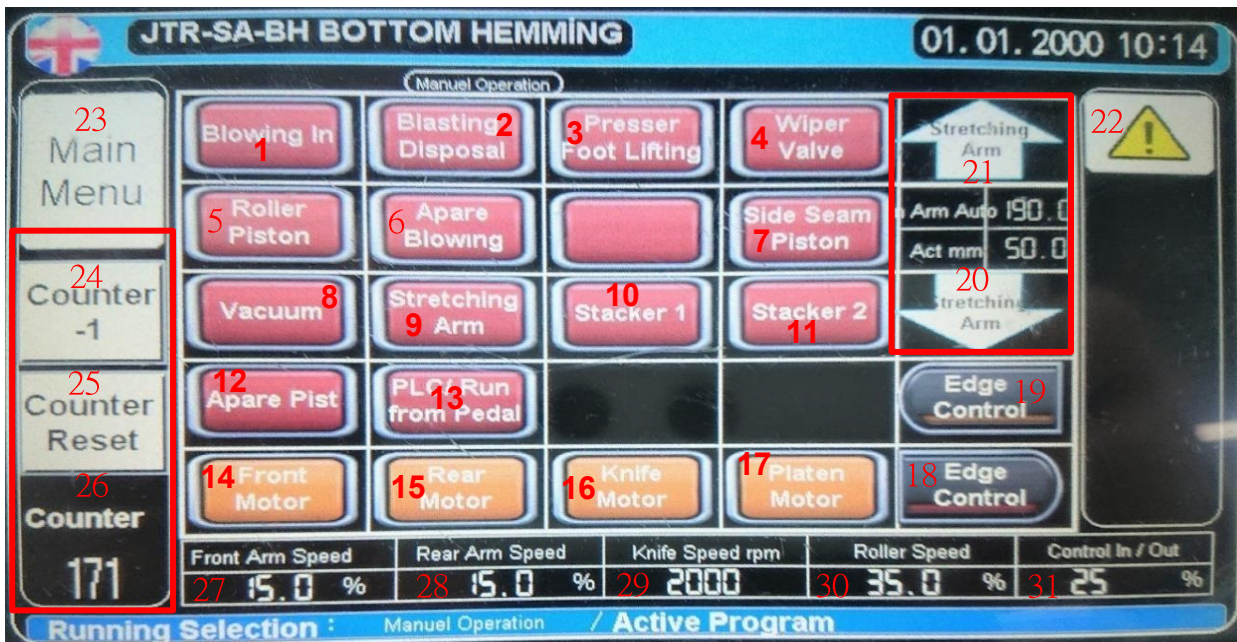 JTR-SA-BH BOTTOM HEMMİNG
01. 01. 2000 10:14
Manuel Operation
23
Main
Menu
Blowing In
1
Blasting 2
Disposal
3 Presser
Foot Lifting
4 Wiper
Valve
Stretching
Arm
21
22
5 Roller
Piston
6 Apare
Blowing
Side Seam
7 Piston
Arm Auto 190.0
Act mm 50.0
24
Counter
-1
Vacuum 8
Stretching
9 Arm
10
Stacker 1
Stacker 2
11
20
Stretching
Arm
25
Counter
Reset
12
Apare Pist
PLC/ Run
13
from Pedal
Edge 19
Control
26
Counter
171
14 Front
Motor
15 Rear
Motor
16 Knife
Motor
17 Platen
Motor
18 Edge
Control
Front Arm Speed
27 15.0 %
Rear Arm Speed
28 15.0 %
Knife Speed rpm
29 2000
Roller Speed
30 35.0 %
Control In / Out
31 25 %
Running Selection : Manuel Operation / Active Program